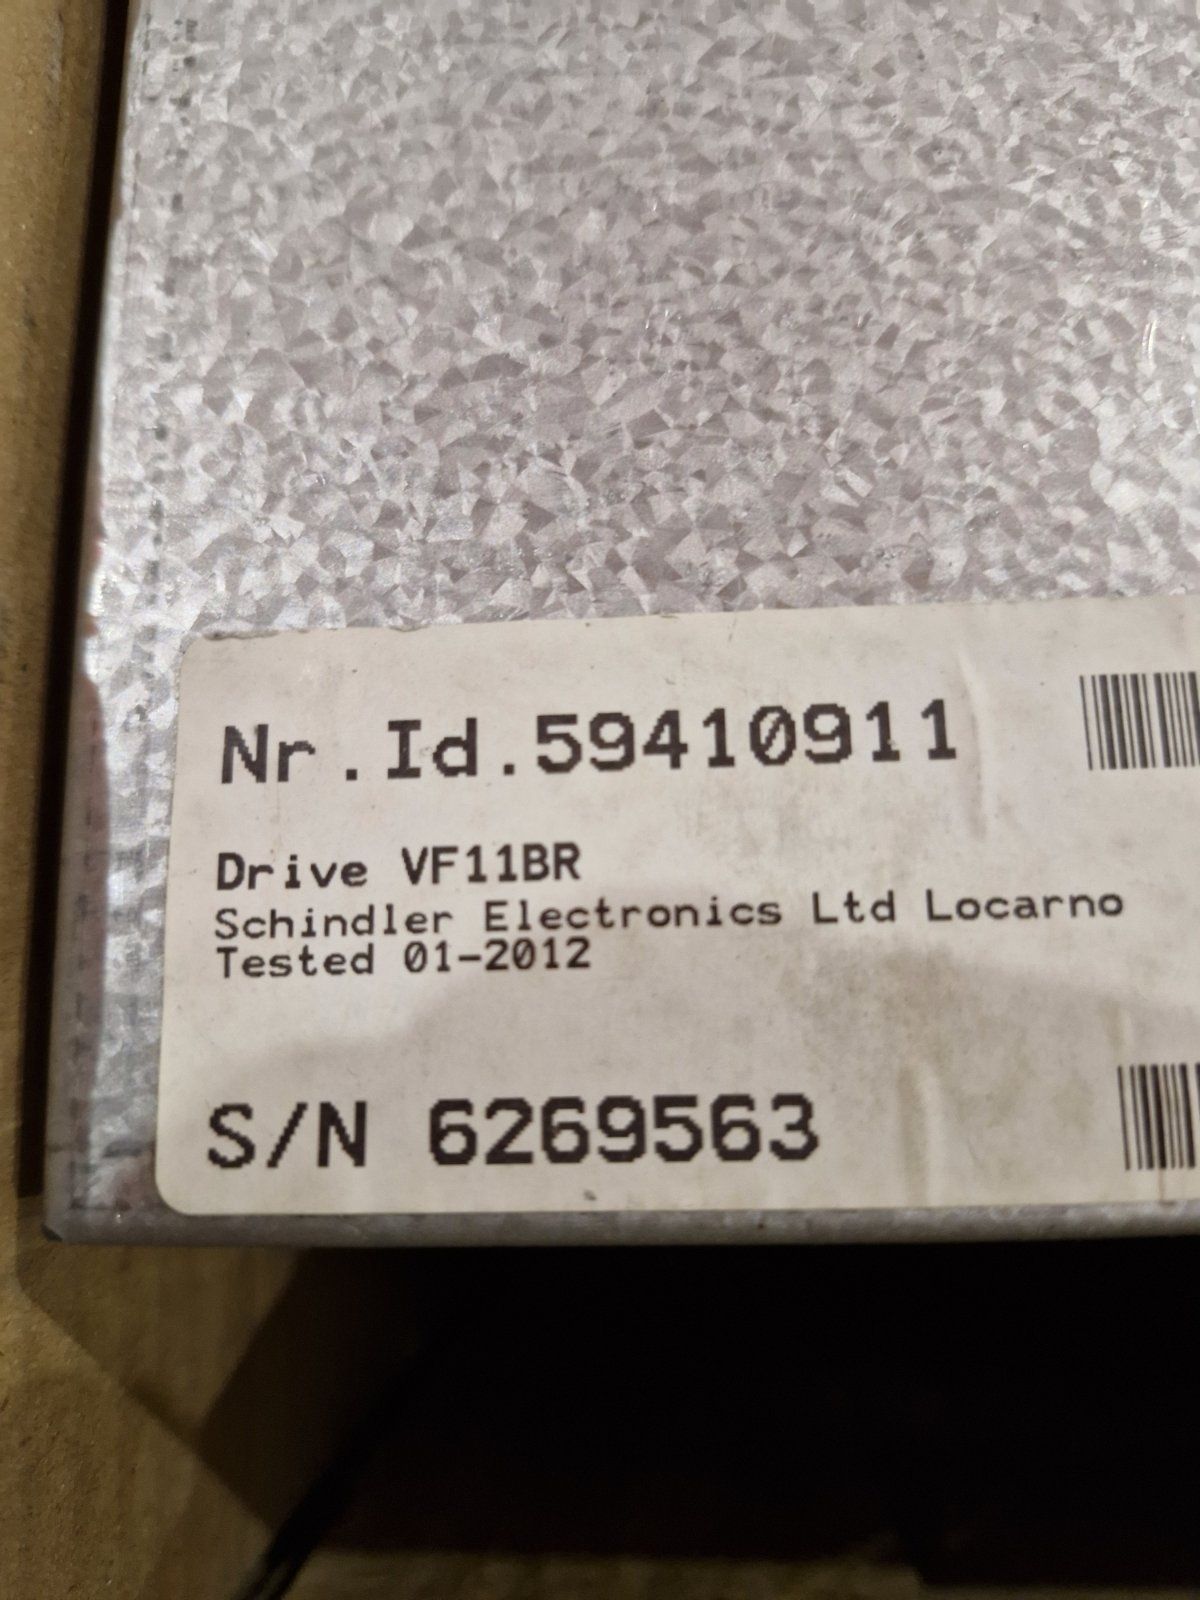 Nr.Id.59410911
Drive VF11BR
Schindler Electronics Ltd Locarno
Tested 01-2012
S/N 6269563